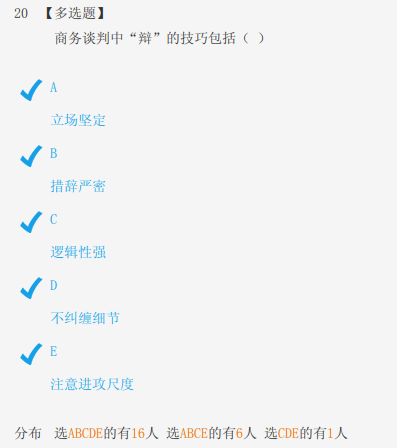 20 【多选题】
商务谈判中“辩”的技巧包括（ ）
A
立场坚定
B
措辞严密
C
逻辑性强
D
不纠缠细节
E
注意进攻尺度
分布 选ABCDE的有16人 选ABCE的有6人 选CDE的有1人